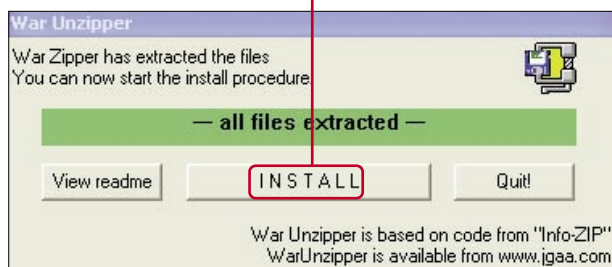 War Unzipper
War Zipper has extracted the files
You can now start the install procedure.
— all files extracted —
View readme
I N S T A L L
Quit!
War Unzipper is based on code from "Info-ZIP"
WarUnzipper is available from www.jgaa.com